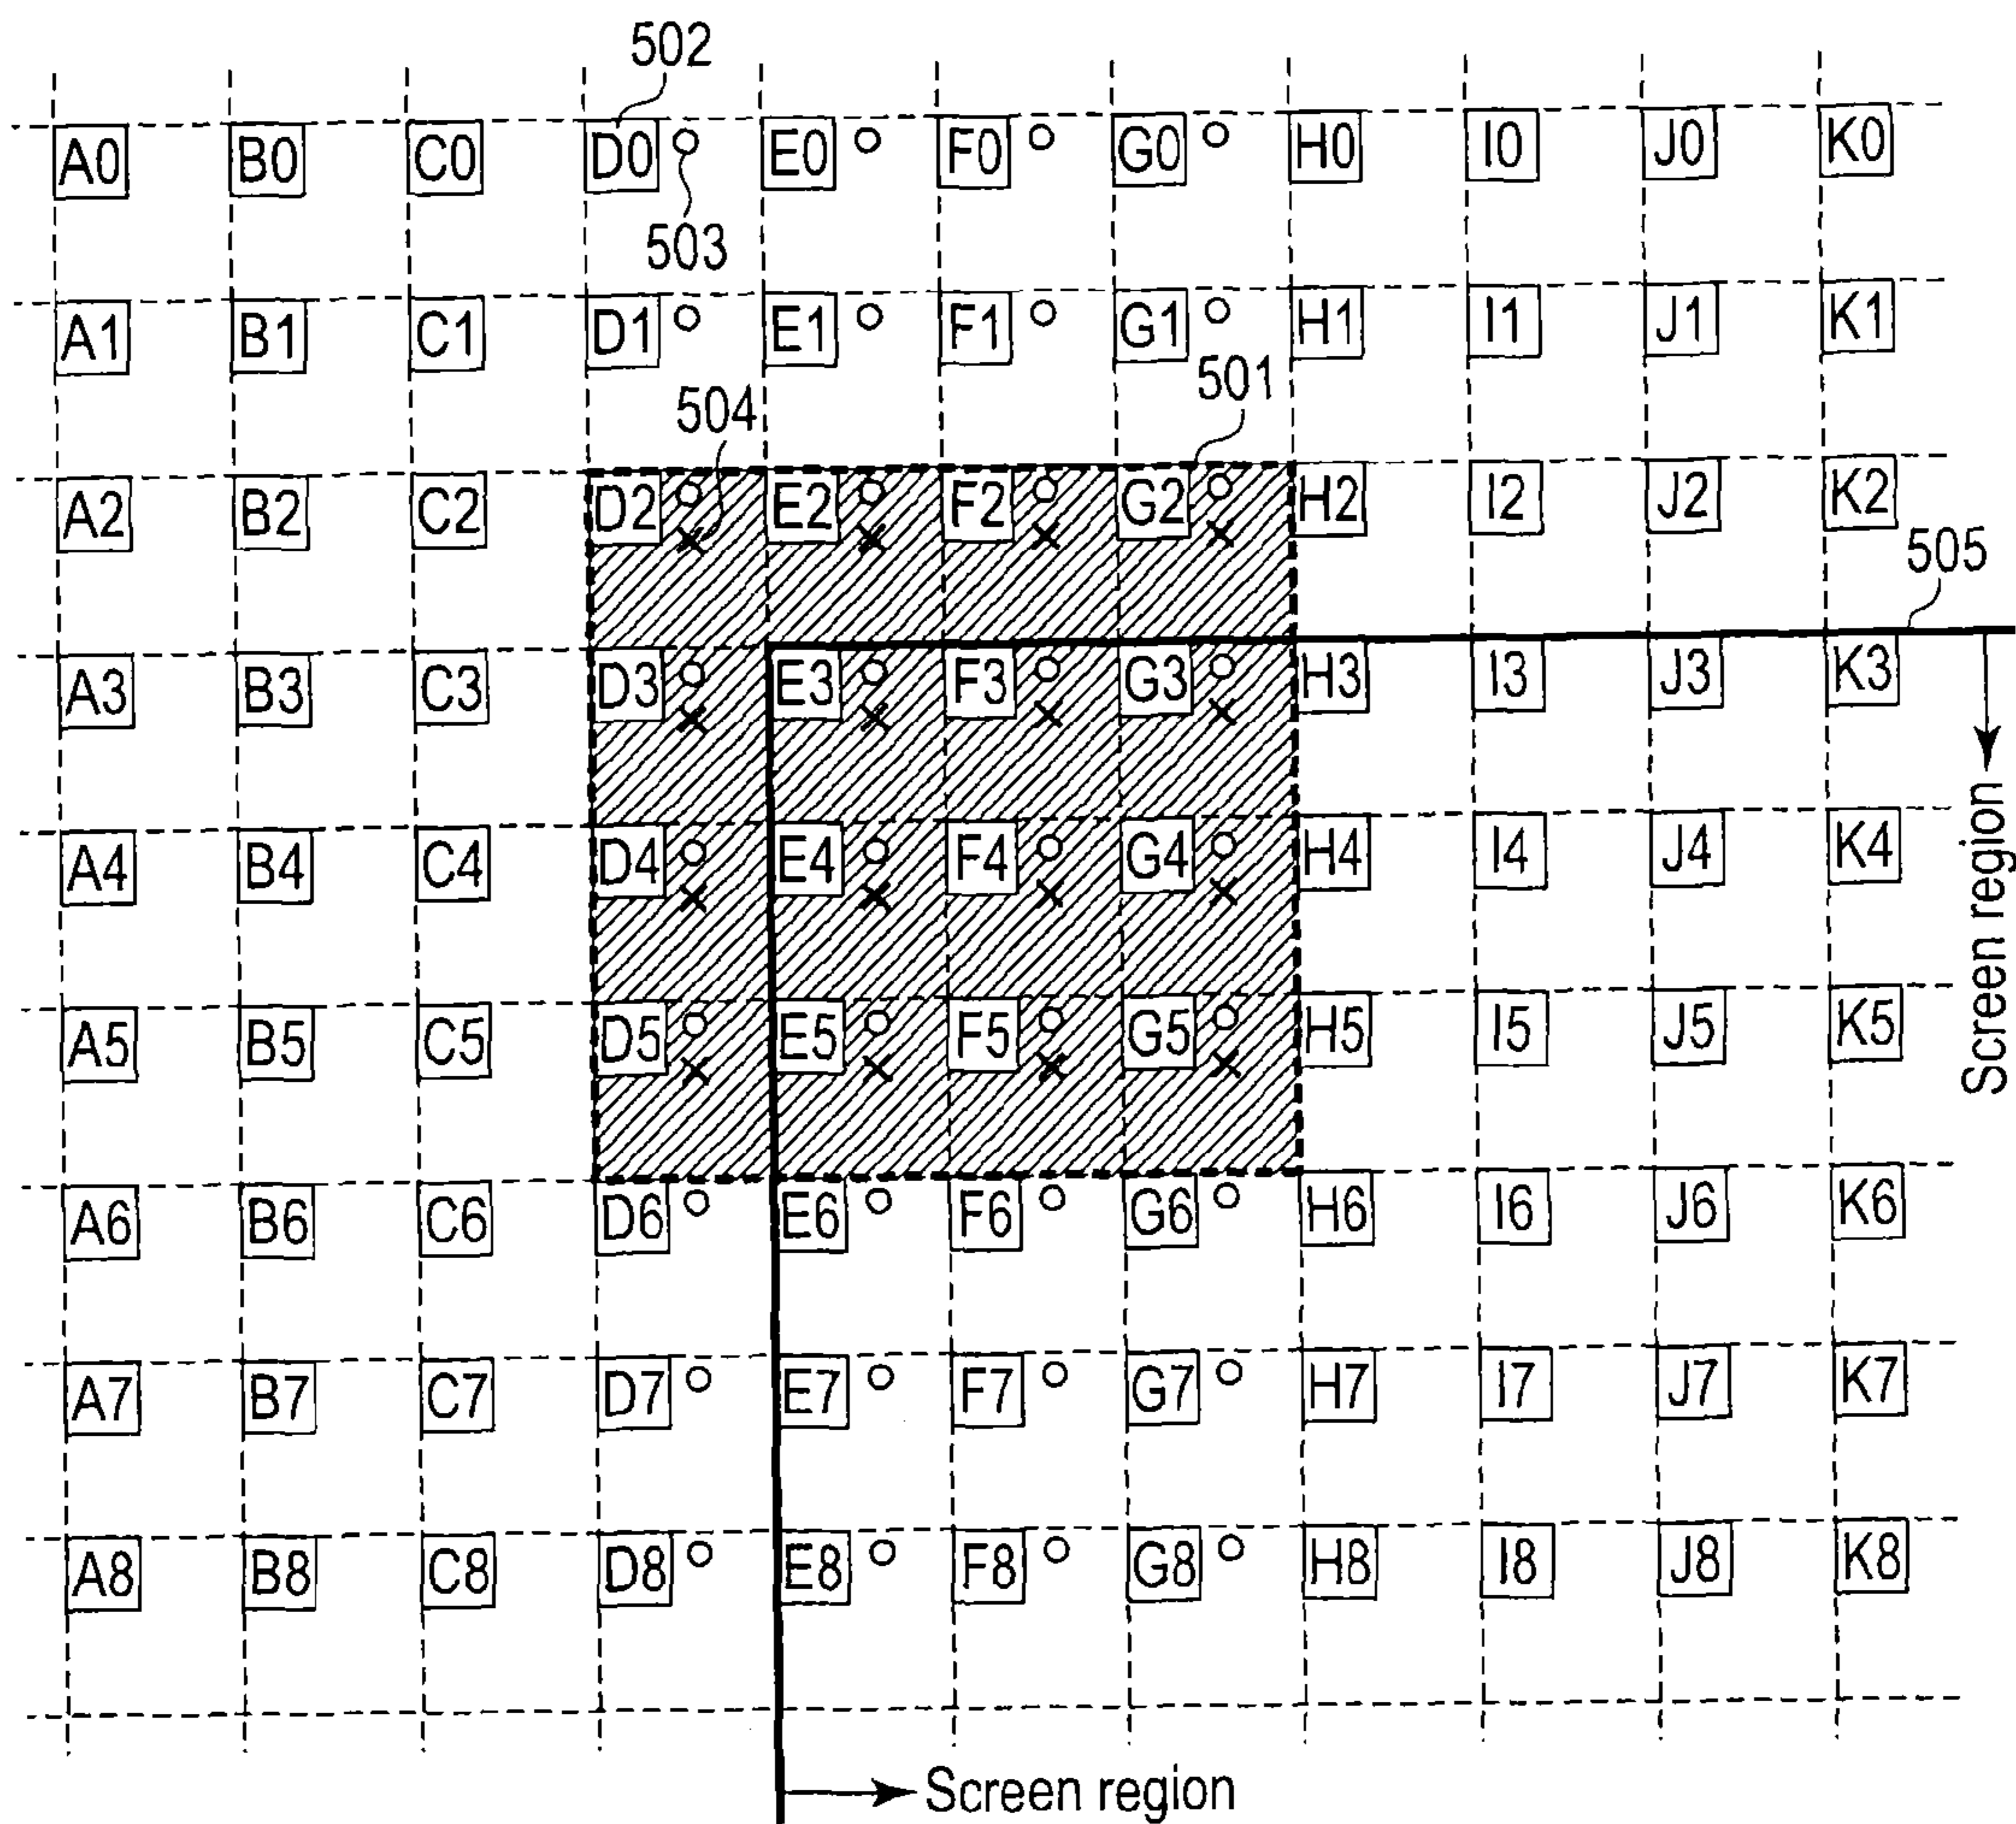 502
A0 B0 C0 D0 E0 F0 G0 H0 I0 J0 K0
503
A1 B1 C1 D1 E1 F1 G1 H1 I1 J1 K1
501
504
A2 B2 C2 D2 E2 F2 G2 H2 I2 J2 K2
505
A3 B3 C3 D3 E3 F3 G3 H3 I3 J3 K3
A4 B4 C4 D4 E4 F4 G4 H4 I4 J4 K4
Screen region
A5 B5 C5 D5 E5 F5 G5 H5 I5 J5 K5
A6 B6 C6 D6 E6 F6 G6 H6 I6 J6 K6
A7 B7 C7 D7 E7 F7 G7 H7 I7 J7 K7
A8 B8 C8 D8 E8 F8 G8 H8 I8 J8 K8
Screen region